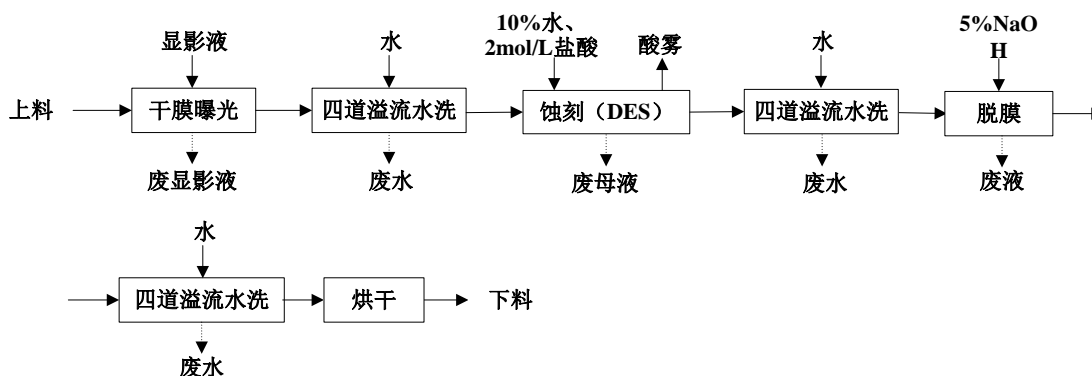 显影液
水
10%水、
2mol/L盐酸
酸雾
水
5%NaO
H
上料
干膜曝光
四道溢流水洗
蚀刻（DES）
四道溢流水洗
脱膜
废显影液
废水
废母液
废水
废液
水
四道溢流水洗
烘干
下料
废水